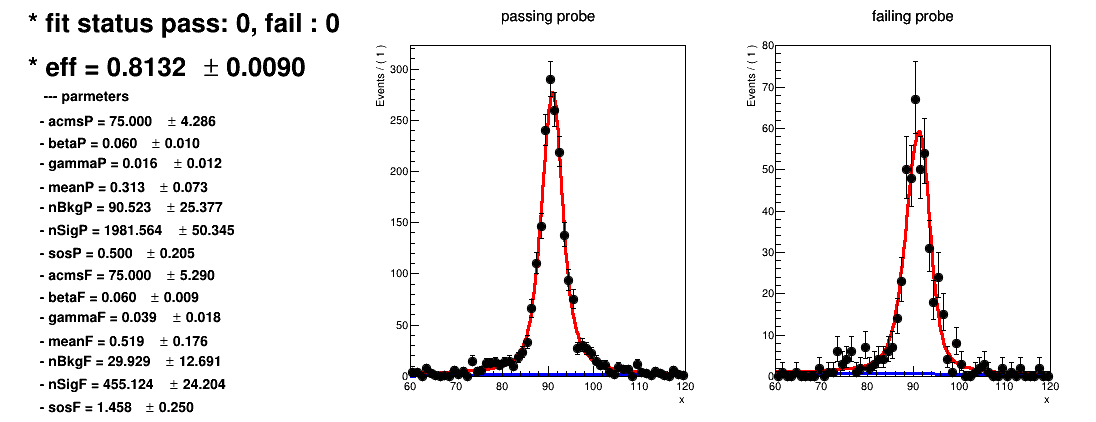 * fit status pass: 0, fail : 0
* eff = 0.8132 ± 0.0090
--- parmeters
- acmsP = 75.000 ± 4.286
- betaP = 0.060 ± 0.010
- gammaP = 0.016 ± 0.012
- meanP = 0.313 ± 0.073
- nBkgP = 90.523 ± 25.377
- nSigP = 1981.564 ± 50.345
- sosP = 0.500 ± 0.205
- acmsF = 75.000 ± 5.290
- betaF = 0.060 ± 0.009
- gammaF = 0.039 ± 0.018
- meanF = 0.519 ± 0.176
- nBkgF = 29.929 ± 12.691
- nSigF = 455.124 ± 24.204
- sosF = 1.458 ± 0.250
passing probe
Events / ( 1 )
300
250
200
150
100
50
0
60 70 80 90 100 110 120
x
failing probe
Events / ( 1 )
80
70
60
50
40
30
20
10
0
60 70 80 90 100 110 120
x